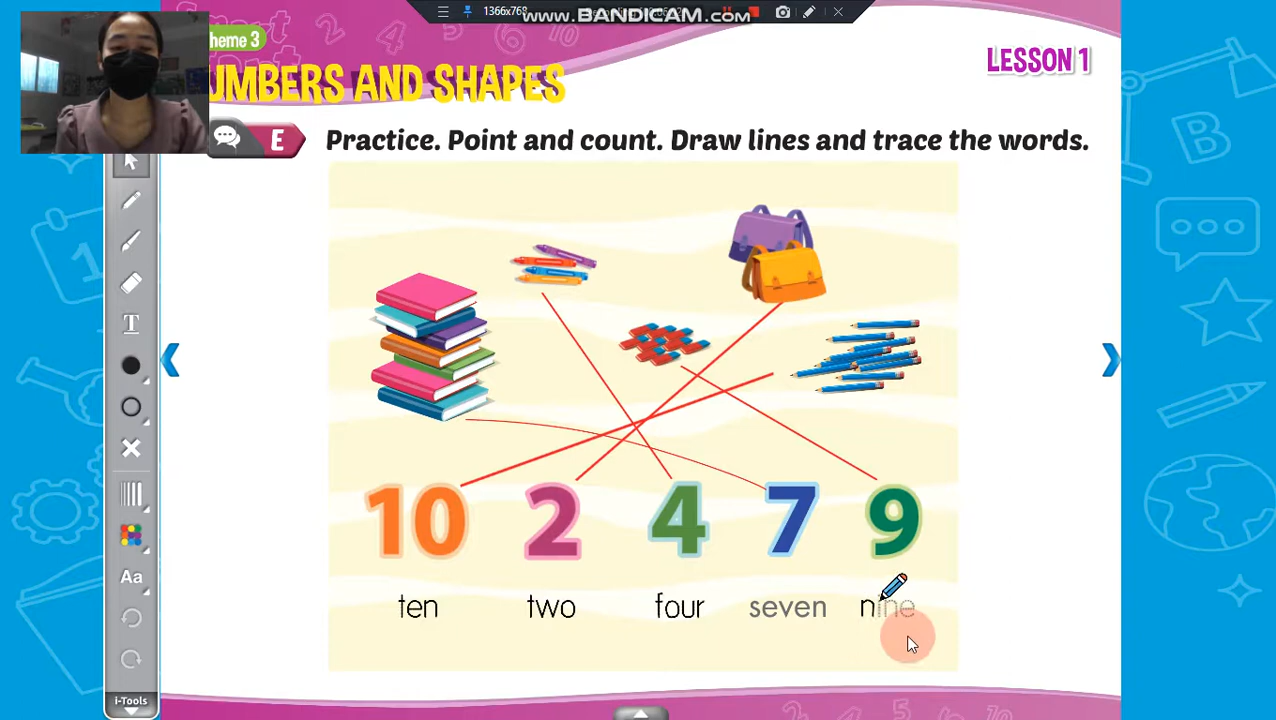 1366x768
www.BANDICAM.com
heme 3
LESSON 1
UMBERS AND SHAPES
E Practice. Point and count. Draw lines and trace the words.
10 2 4 7 9
ten two four seven nine
T
Aa
i-Tools